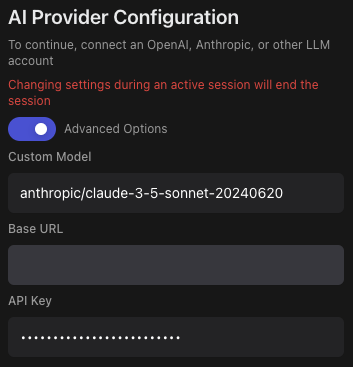 AI Provider Configuration
To continue, connect an OpenAI, Anthropic, or other LLM
account
Changing settings during an active session will end the
session
Advanced Options
Custom Model
anthropic/claude-3-5-sonnet-20240620
Base URL
API Key
•••••••••••••••••••••••••